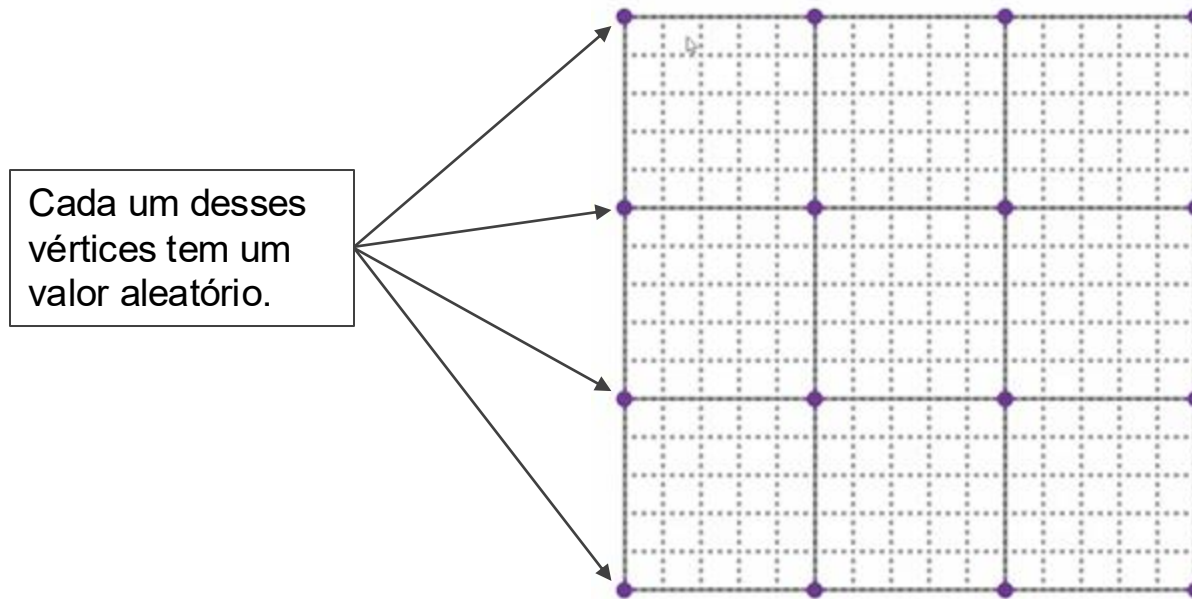 Cada um desses
vértices tem um
valor aleatório.